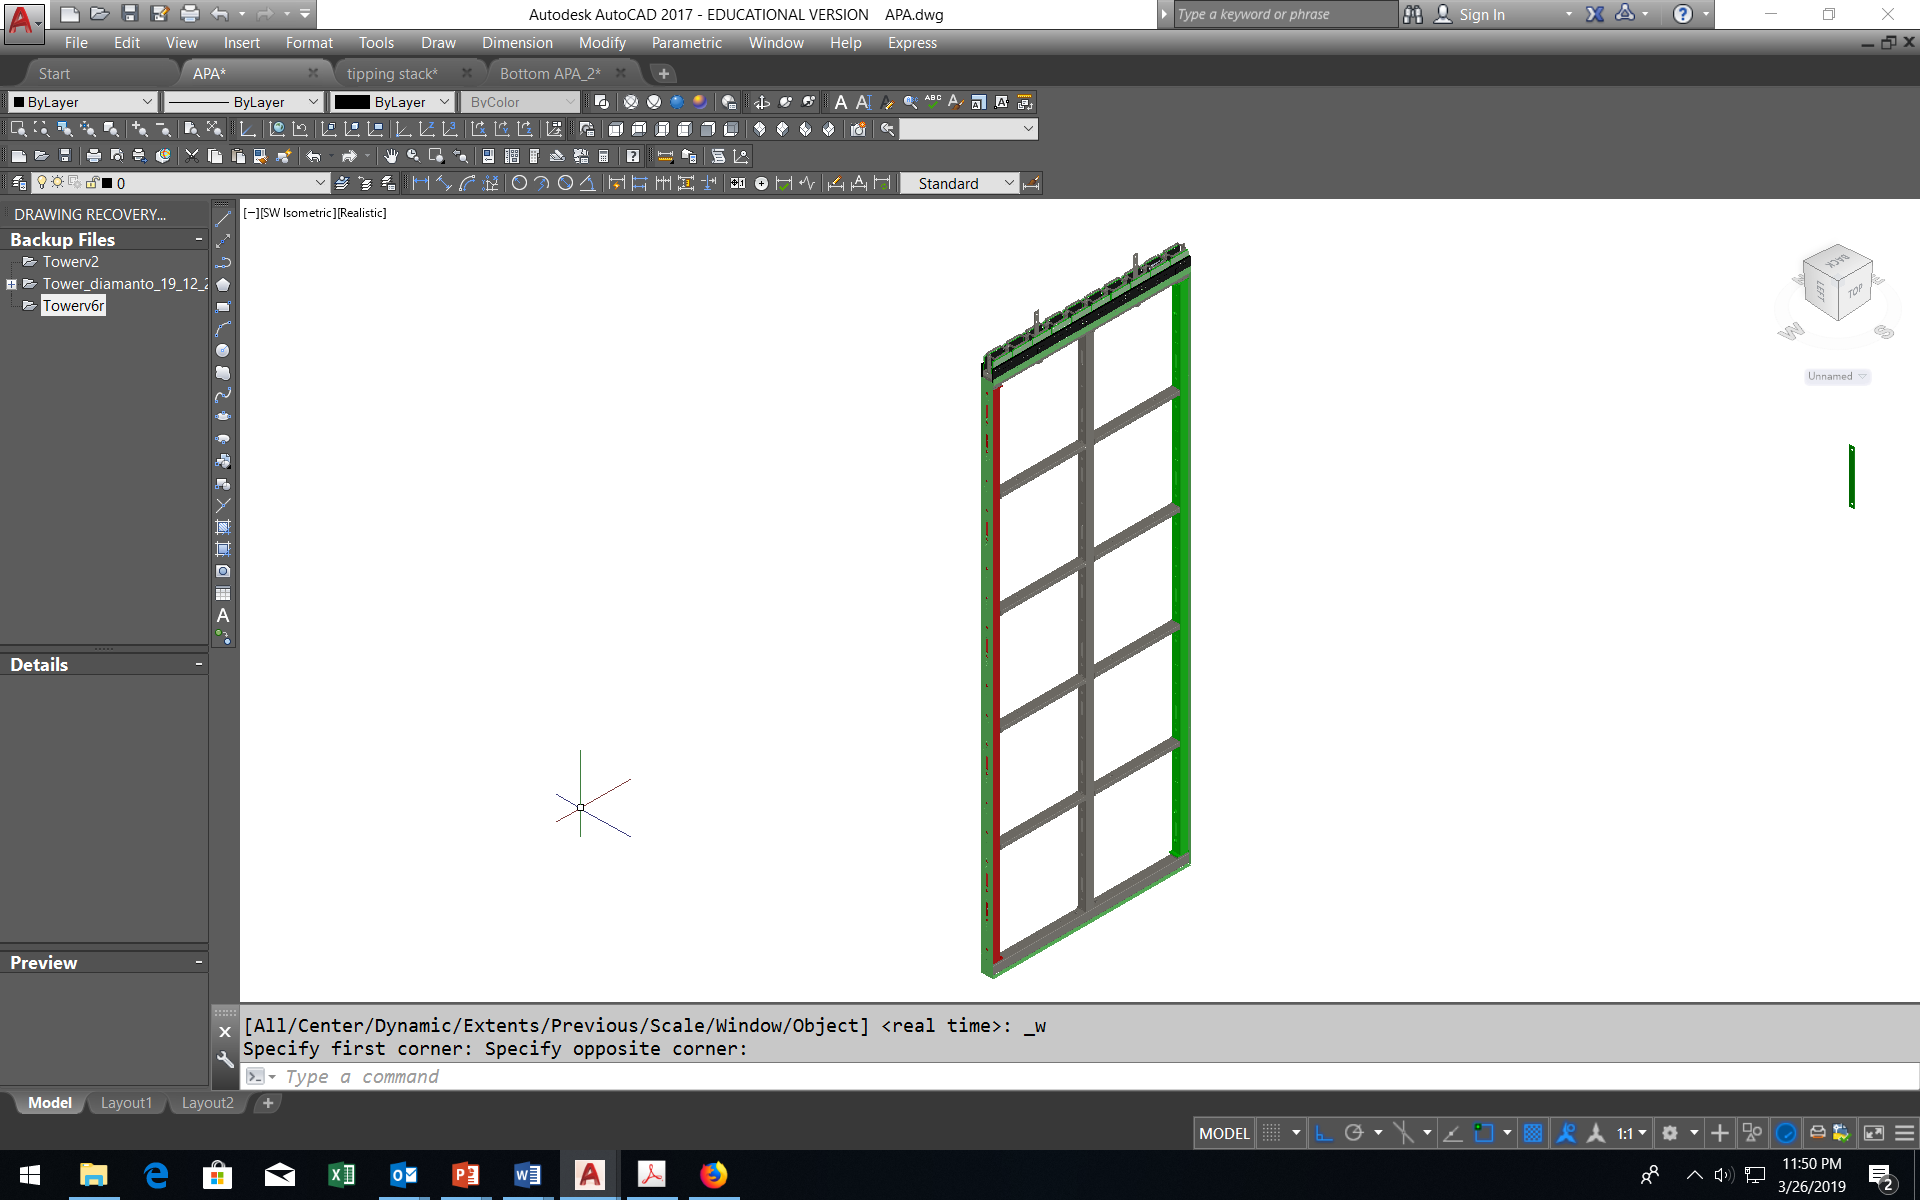 Autodesk AutoCAD 2017 - EDUCATIONAL VERSION APA.dwg
Type a keyword or phrase
Sign In
File Edit View Insert Format Tools Draw Dimension Modify Parametric Window Help Express
Start APA* tipping stack* Bottom APA_2*
ByLayer ByLayer ByLayer ByColor
0
Standard
DRAWING RECOVERY...
[−][SW Isometric][Realistic]
Backup Files
Towerv2
Tower_diamanto_19_12_2
Towerv6r
BACK
LEFT
TOP
W
S
Unnamed
Details
Preview
[All/Center/Dynamic/Extents/Previous/Scale/Window/Object] <real time>: _w
Specify first corner: Specify opposite corner:
Type a command
Model Layout1 Layout2
MODEL
1:1
11:50 PM
3/26/2019
2